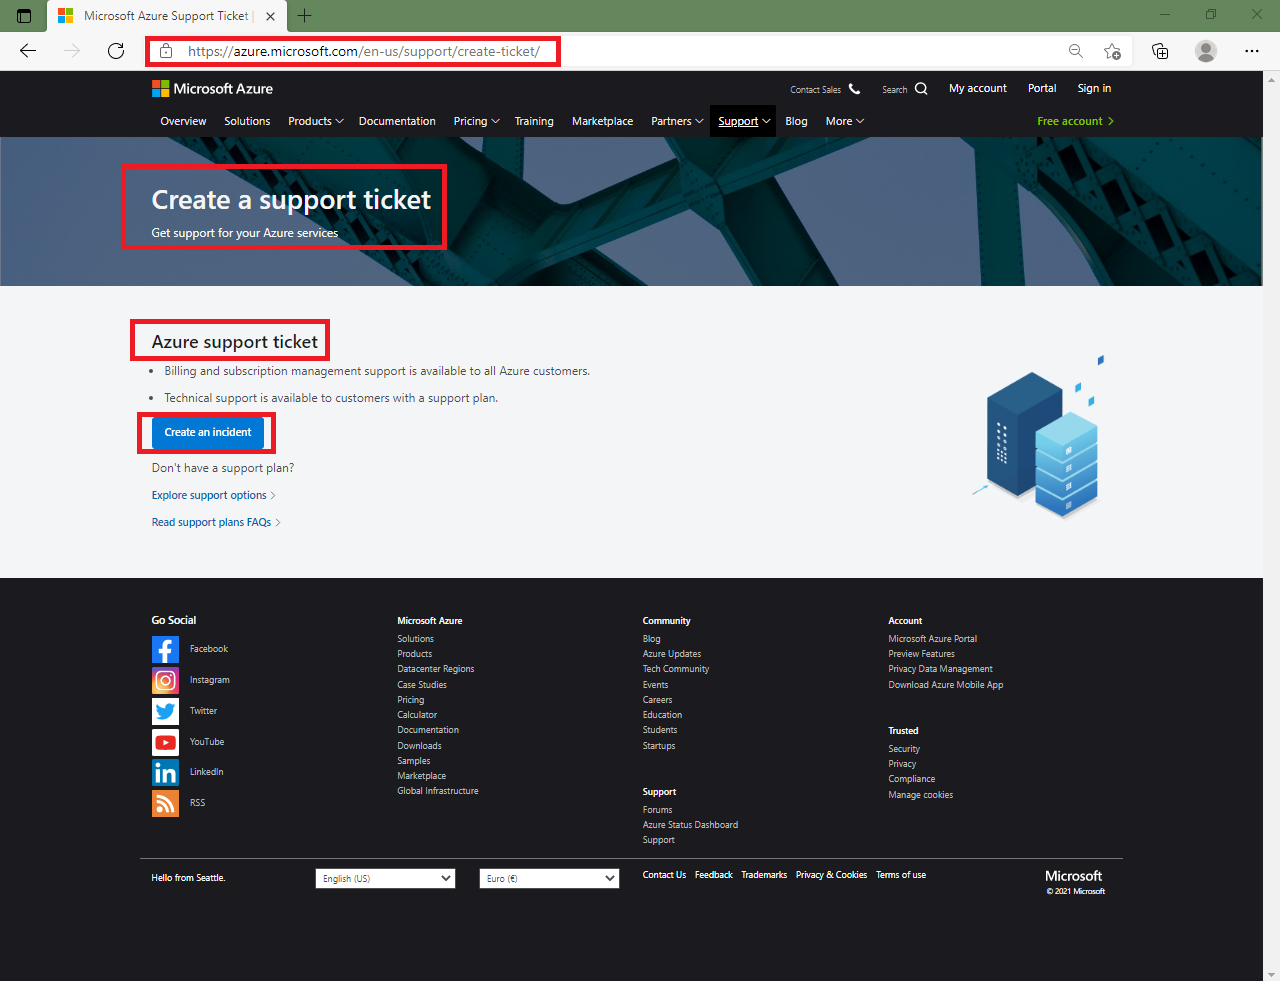 Microsoft Azure Support Ticket |
https://azure.microsoft.com/en-us/support/create-ticket/
Microsoft Azure
Contact Sales
Search
My account
Portal
Sign in
Overview
Solutions
Products
Documentation
Pricing
Training
Marketplace
Partners
Support
Blog
More
Free account
Create a support ticket
Get support for your Azure services
Azure support ticket
• Billing and subscription management support is available to all Azure customers.
• Technical support is available to customers with a support plan.
Create an incident
Don't have a support plan?
Explore support options
Read support plans FAQs
Go Social
Facebook
Instagram
Twitter
YouTube
LinkedIn
RSS
Microsoft Azure
Solutions
Products
Datacenter Regions
Case Studies
Pricing
Calculator
Documentation
Downloads
Samples
Marketplace
Global Infrastructure
Community
Blog
Azure Updates
Tech Community
Events
Careers
Education
Students
Startups
Support
Forums
Azure Status Dashboard
Support
Account
Microsoft Azure Portal
Preview Features
Privacy Data Management
Download Azure Mobile App
Trusted
Security
Privacy
Compliance
Manage cookies
Hello from Seattle.
English (US)
Euro (€)
Contact Us
Feedback
Trademarks
Privacy & Cookies
Terms of use
Microsoft
© 2021 Microsoft